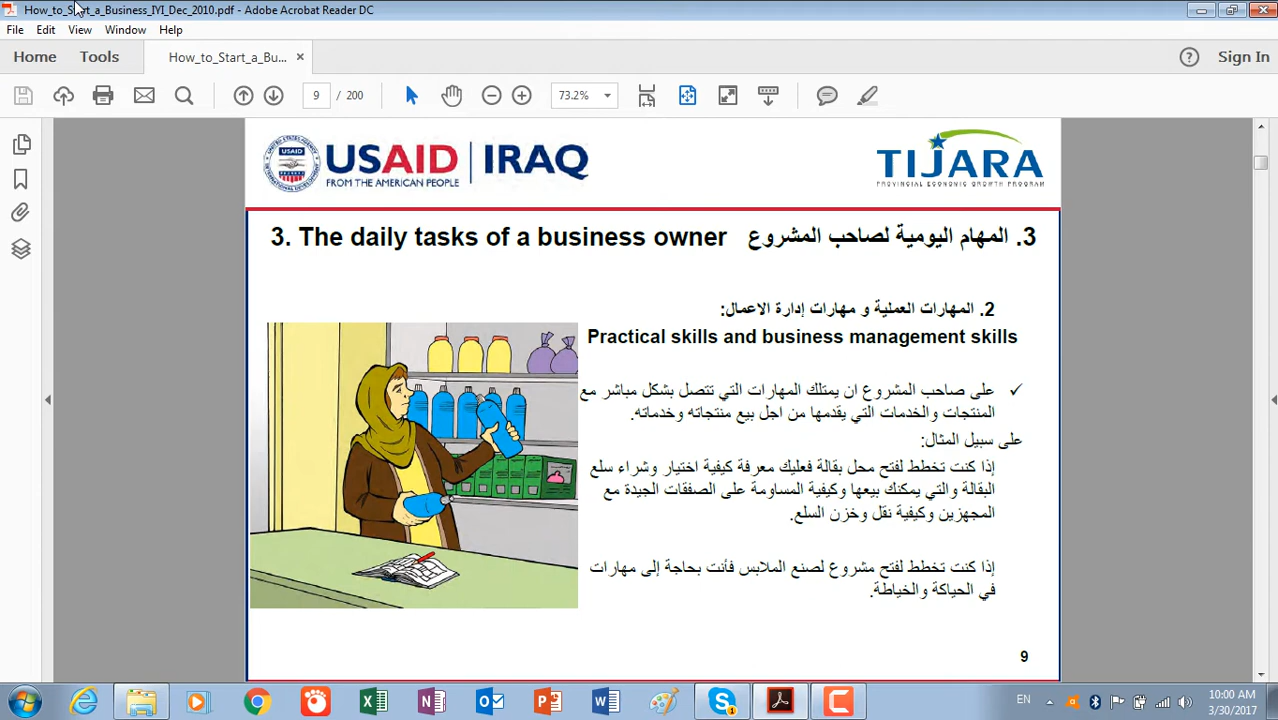 How_to_Start_a_Business_IYI_Dec_2010.pdf - Adobe Acrobat Reader DC
File Edit View Window Help
Home Tools How_to_Start_a_Bu... × Sign In
9 / 200 73.2%
USAID IRAQ
FROM THE AMERICAN PEOPLE
TIJARA
PROVINCIAL ECONOMIC GROWTH PROGRAM
3. The daily tasks of a business owner 3. المهام اليومية لصاحب المشروع
2. المهارات العملية و مهارات إدارة الاعمال:
Practical skills and business management skills
✓ على صاحب المشروع ان يمتلك المهارات التي تتصل بشكل مباشر مع
المنتجات والخدمات التي يقدمها من اجل بيع منتجاته وخدماته.
على سبيل المثال:
إذا كنت تخطط لفتح محل بقالة فعليك معرفة كيفية اختيار وشراء سلع
البقالة والتي يمكنك بيعها وكيفية المساومة على الصفقات الجيدة مع
المجهزين وكيفية نقل وخزن السلع.
إذا كنت تخطط لفتح مشروع لصنع الملابس فأنت بحاجة إلى مهارات
في الحياكة والخياطة.
9
EN 10:00 AM
3/30/2017